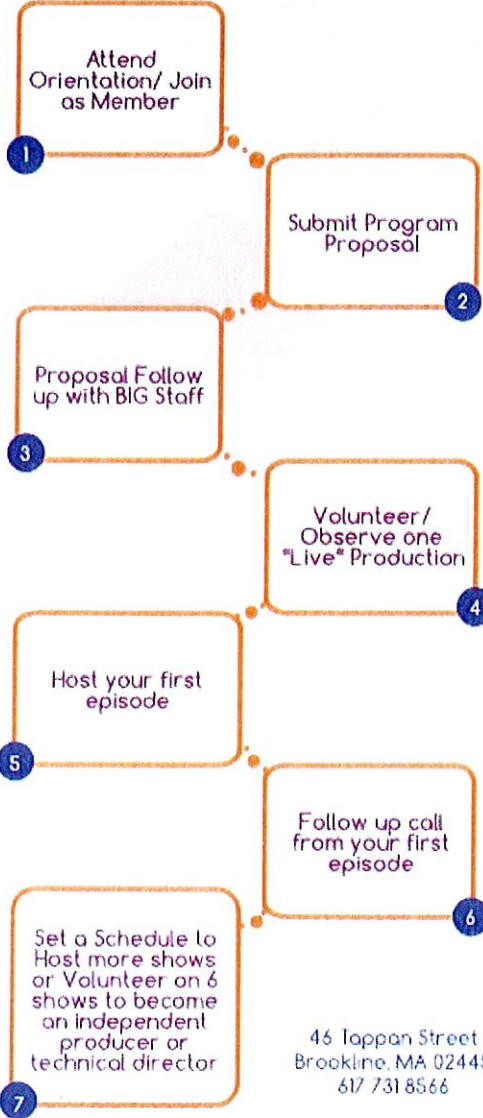 Attend
Orientation/ Join
as Member
1
Submit Program
Proposal
2
Proposal Follow
up with BIG Staff
3
Volunteer/
Observe one
"Live" Production
4
Host your first
episode
5
Follow up call
from your first
episode
6
Set a Schedule to
Host more shows
or Volunteer on 6
shows to become
an independent
producer or
technical director
7
46 Tappan Street
Brookline, MA 02445
617 731 8566